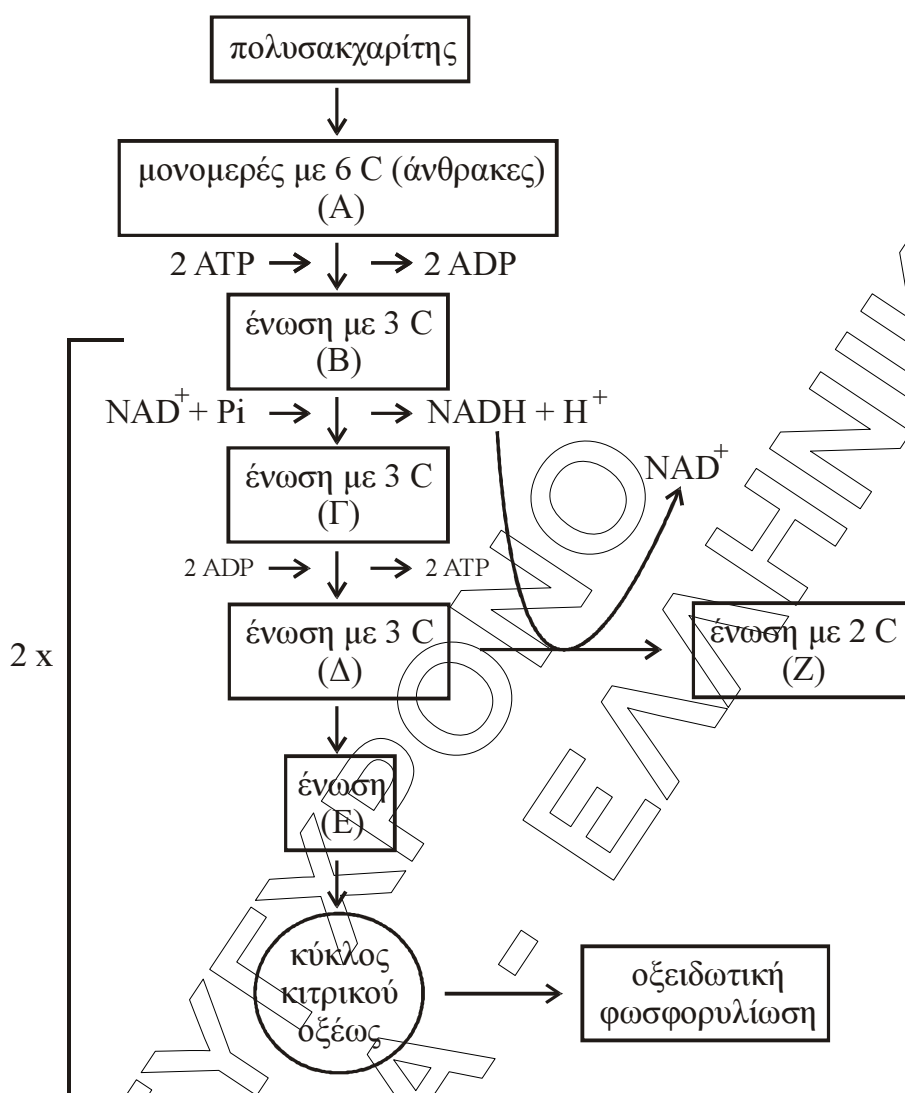 πολυσακχαρίτης
μονομερές με 6 C (άνθρακες)
(Α)
2 ATP → → 2 ADP
ένωση με 3 C
(Β)
NAD⁺ + Pi → → NADH + H⁺
NAD⁺
ένωση με 3 C
(Γ)
2 ADP → → 2 ATP
2 x
ένωση με 3 C
(Δ)
ένωση με 2 C
(Ζ)
ένωση
(Ε)
κύκλος
κιτρικού
οξέως
οξειδωτική
φωσφορυλίωση